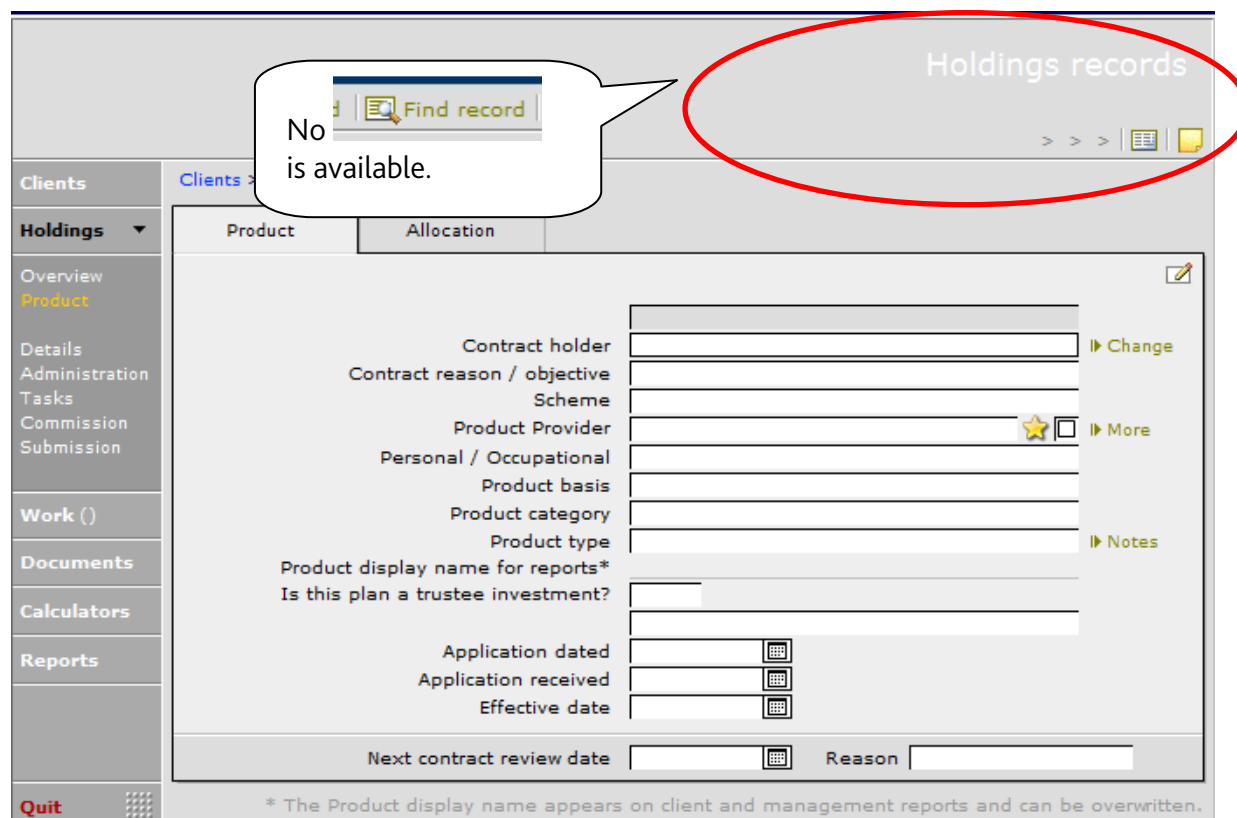 Holdings records
No d | Find record |
is available.
> > >
Clients
Clients >
Holdings
Product
Allocation
Overview
Product
Details
Administration
Tasks
Commission
Submission
Work ()
Documents
Calculators
Reports
Quit
Contract holder
Change
Contract reason / objective
Scheme
Product Provider
More
Personal / Occupational
Product basis
Product category
Product type
Notes
Product display name for reports*
Is this plan a trustee investment?
Application dated
Application received
Effective date
Next contract review date
Reason
* The Product display name appears on client and management reports and can be overwritten.